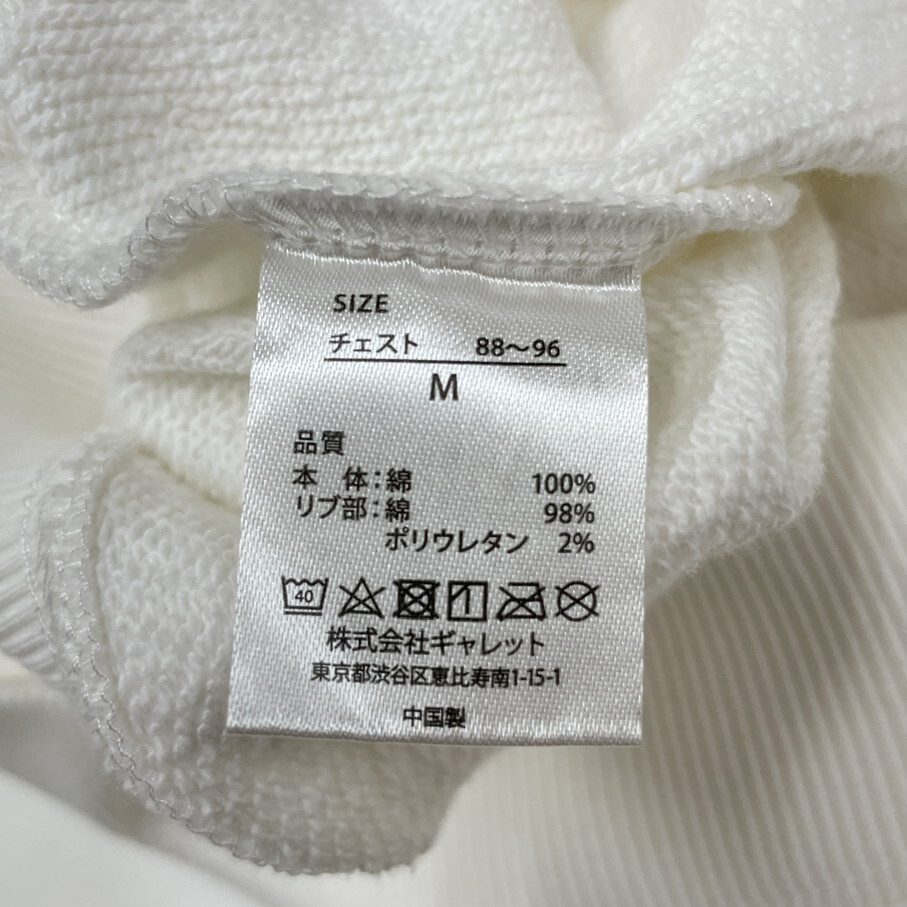 SIZE
チェスト 88〜96
M
品質
本 体：綿 100%
リブ部：綿 98%
ポリウレタン 2%
40
株式会社ギャレット
東京都渋谷区恵比寿南1-15-1
中国製